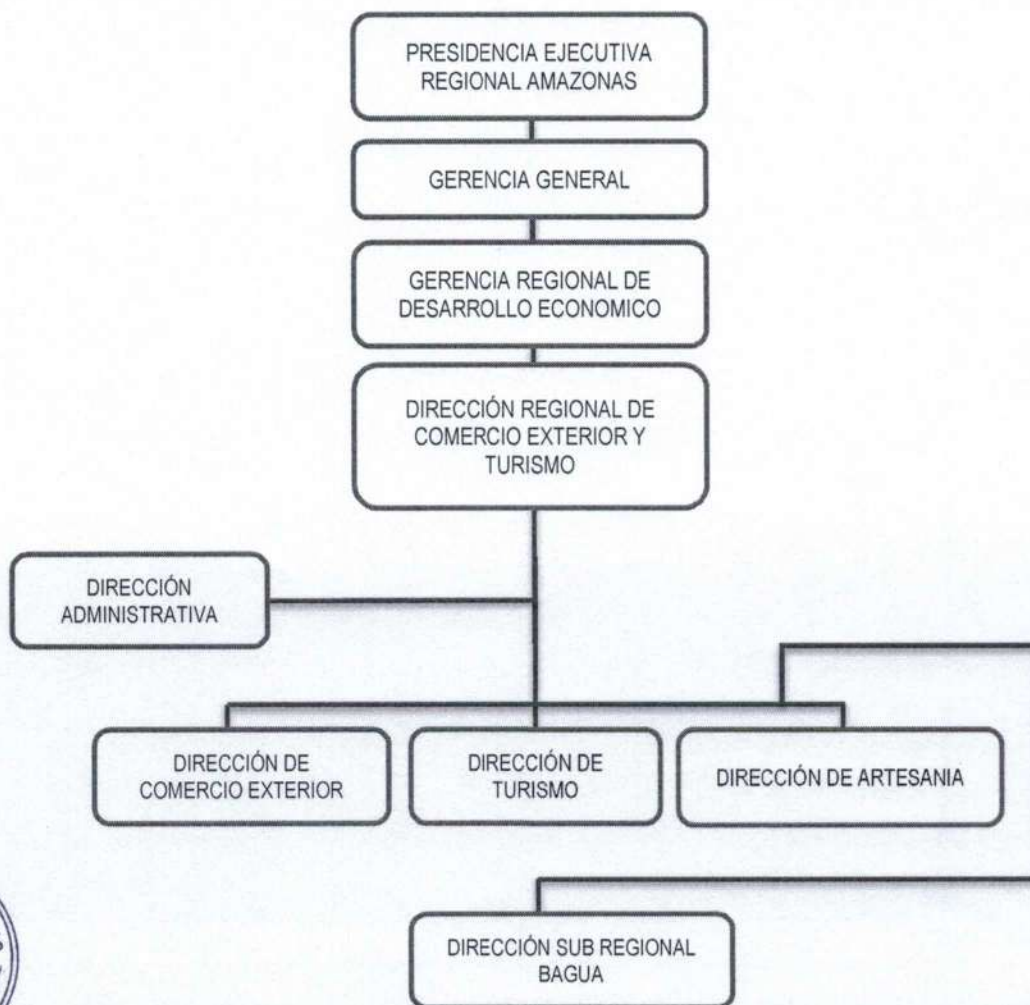 PRESIDENCIA EJECUTIVA
REGIONAL AMAZONAS
GERENCIA GENERAL
GERENCIA REGIONAL DE
DESARROLLO ECONOMICO
DIRECCIÓN REGIONAL DE
COMERCIO EXTERIOR Y
TURISMO
DIRECCIÓN
ADMINISTRATIVA
DIRECCIÓN DE
COMERCIO EXTERIOR
DIRECCIÓN DE
TURISMO
DIRECCIÓN DE ARTESANIA
DIRECCIÓN SUB REGIONAL
BAGUA